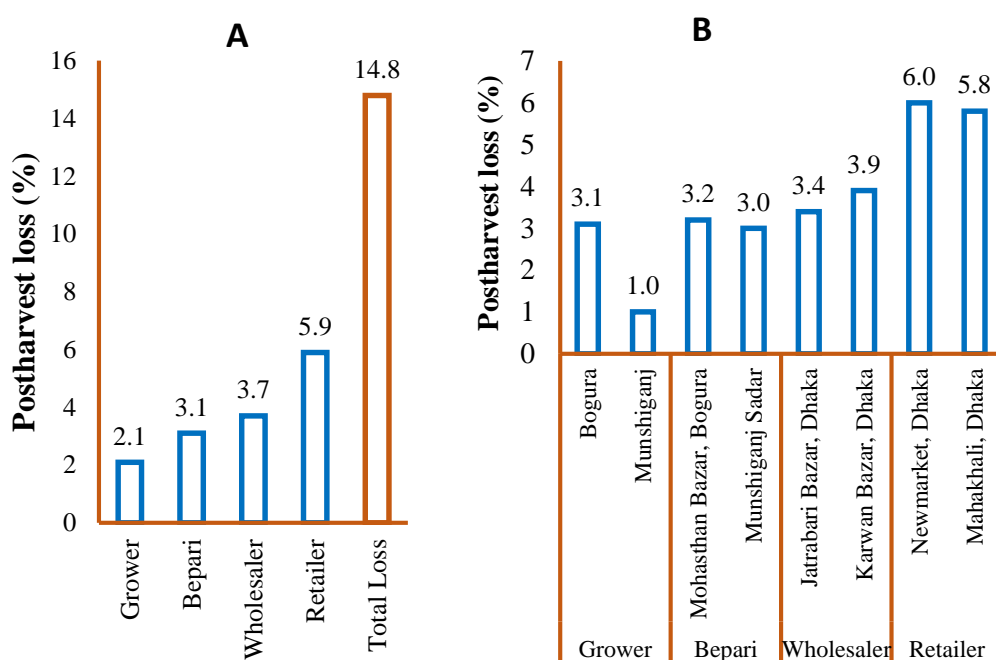 A
Postharvest loss (%)
16
14
12
10
8
6
4
2
0
2.1
3.1
3.7
5.9
14.8
Grower
Bepari
Wholesaler
Retailer
Total Loss
B
Postharvest loss (%)
7
6
5
4
3
2
1
0
3.1
1.0
3.2
3.0
3.4
3.9
6.0
5.8
Bogura
Munshiganj
Mohasthan Bazar, Bogura
Munshiganj Sadar
Jatrabari Bazar, Dhaka
Karwan Bazar, Dhaka
Newmarket, Dhaka
Mahakhali, Dhaka
Grower
Bepari
Wholesaler
Retailer